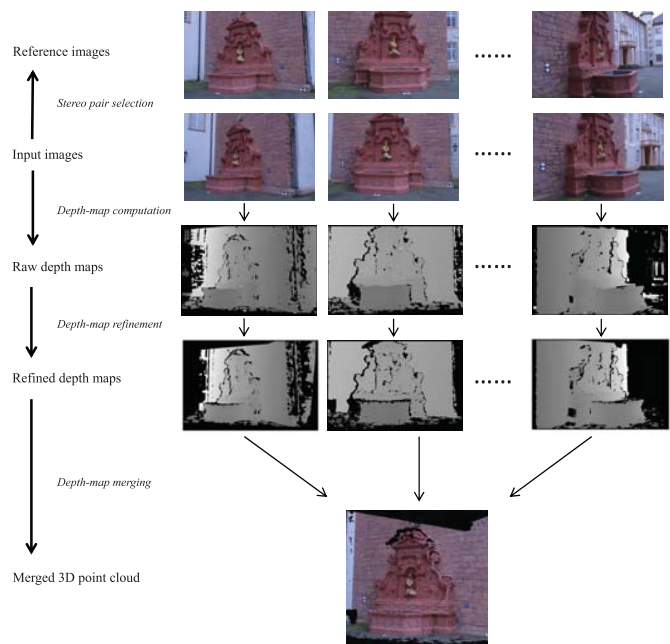 Reference images
Stereo pair selection
Input images
Depth-map computation
Raw depth maps
Depth-map refinement
Refined depth maps
Depth-map merging
Merged 3D point cloud